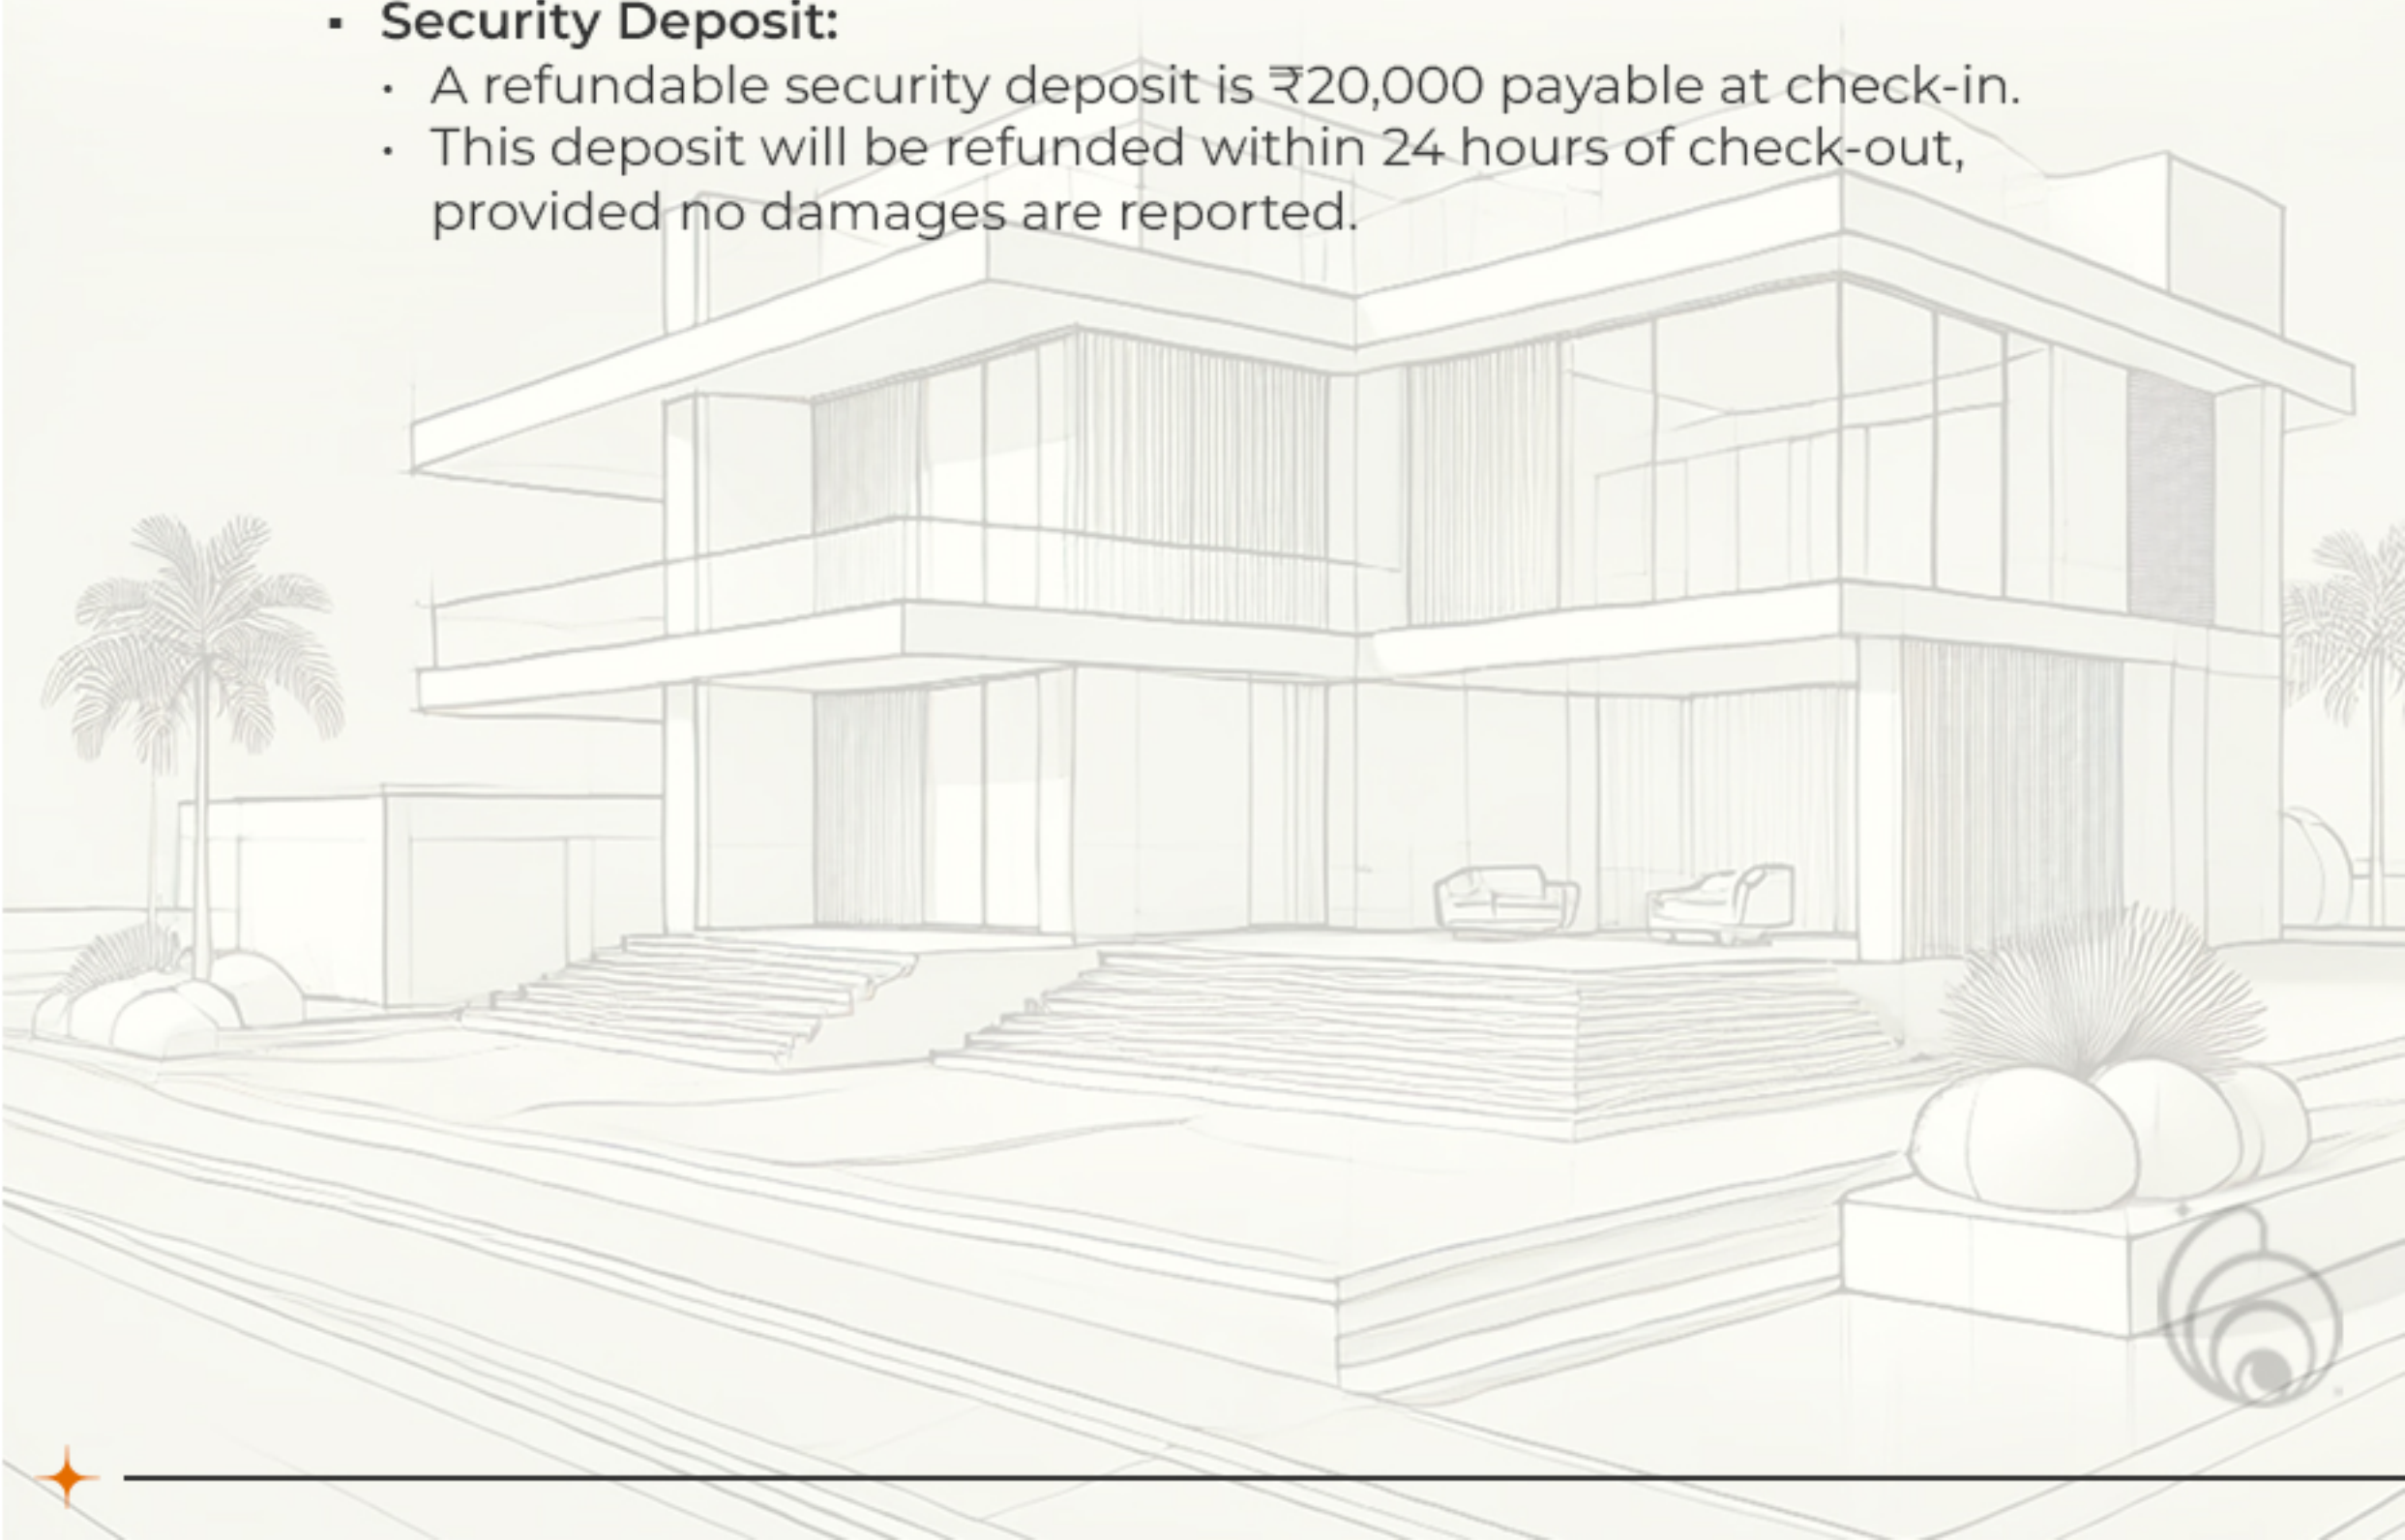 ▪ Security Deposit:
• A refundable security deposit is ₹20,000 payable at check-in.
• This deposit will be refunded within 24 hours of check-out,
provided no damages are reported.